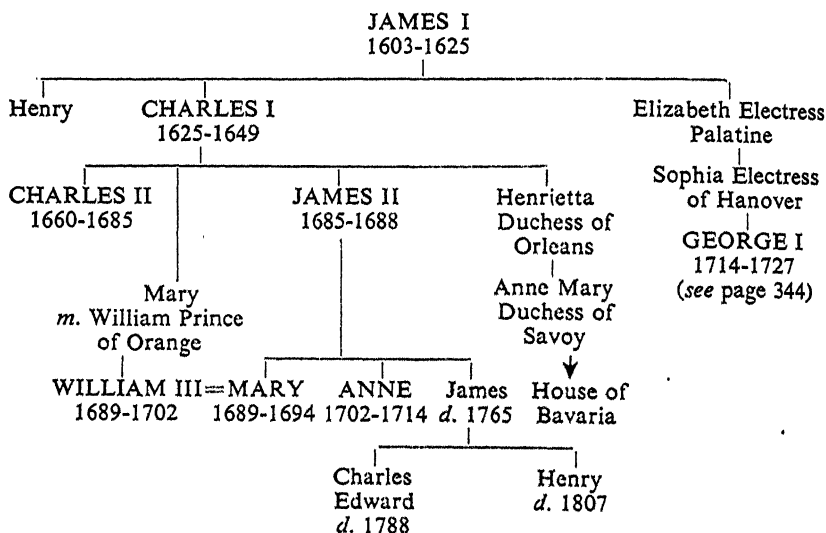 JAMES I
1603-1625
Henry
CHARLES I
1625-1649
Elizabeth Electress
Palatine
Sophia Electress
of Hanover
GEORGE I
1714-1727
(see page 344)
CHARLES II
1660-1685
JAMES II
1685-1688
Henrietta
Duchess of
Orleans
Anne Mary
Duchess of
Savoy
Mary
m. William Prince
of Orange
WILLIAM III=MARY
1689-1702 1689-1694
ANNE
1702-1714
James
d. 1765
House of
Bavaria
Charles
Edward
d. 1788
Henry
d. 1807